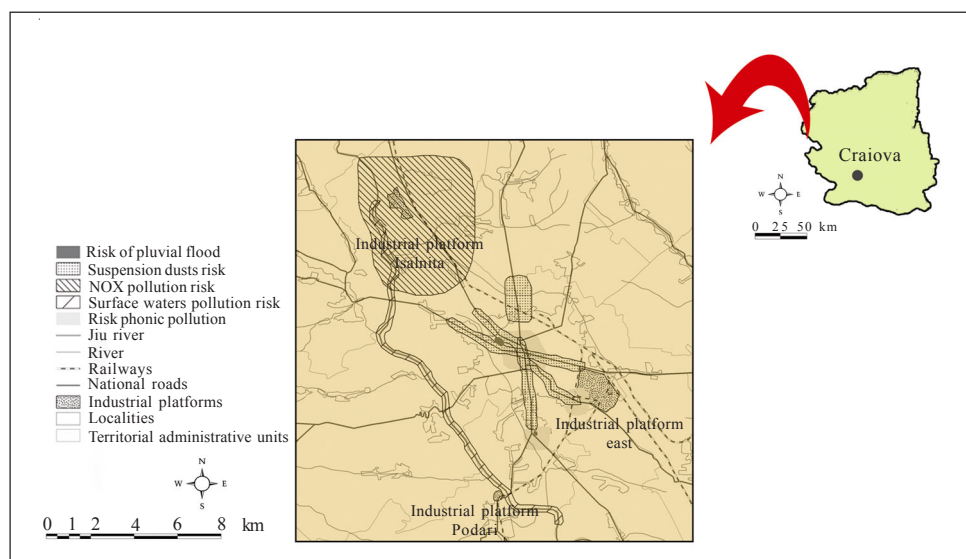 Craiova
N
W E
S
0 25 50 km
Industrial platform
Isalnita
Risk of pluvial flood
Suspension dusts risk
NOX pollution risk
Surface waters pollution risk
Risk phonic pollution
Jiu river
River
Railways
National roads
Industrial platforms
Localities
Territorial administrative units
Industrial platform
east
N
W E
S
Industrial platform
Podari
0 1 2 4 6 8 km